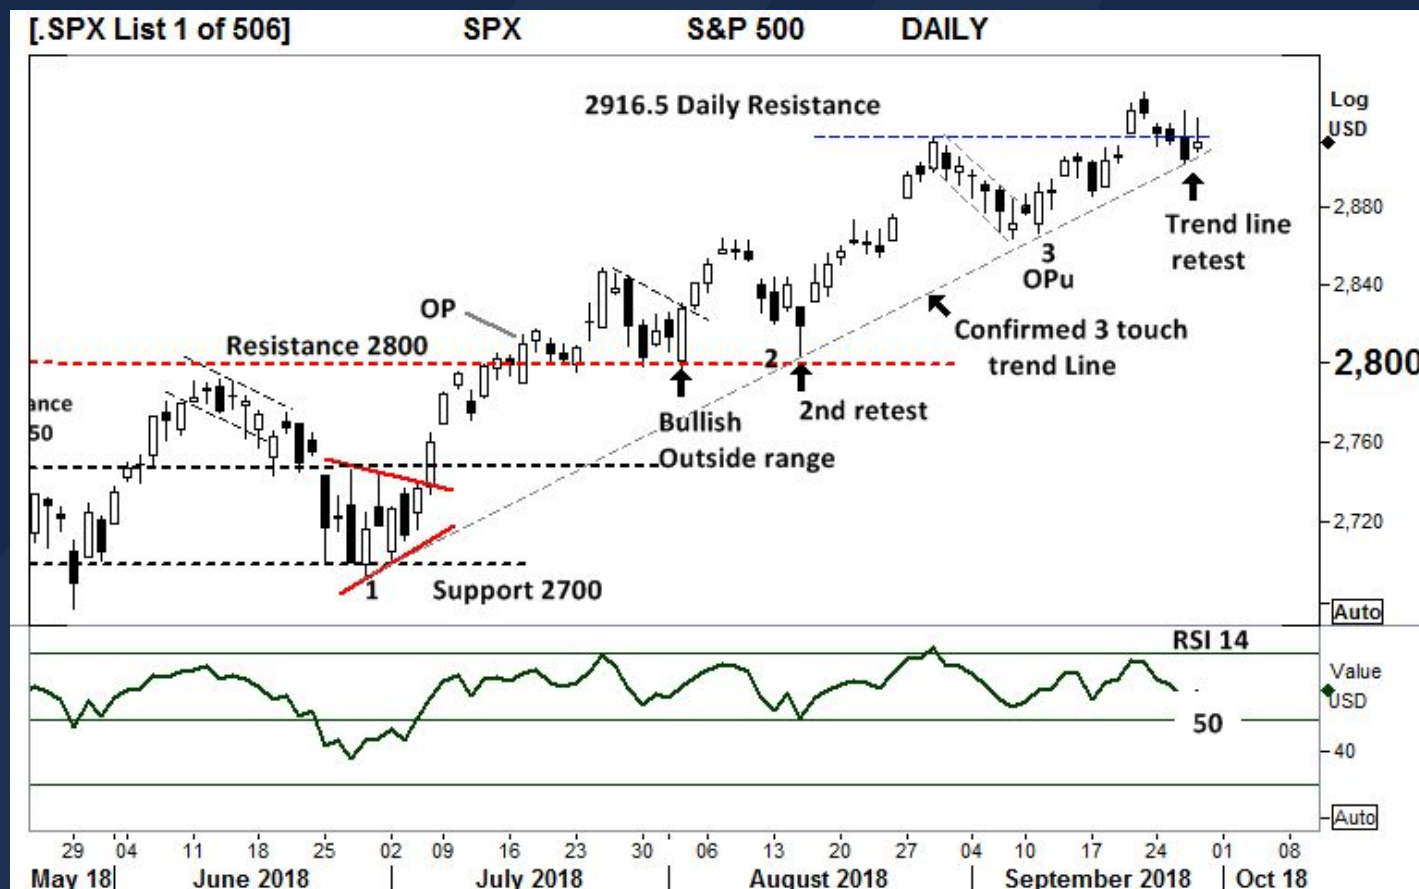 [.SPX List 1 of 506] SPX S&P 500 DAILY
2916.5 Daily Resistance
Log
USD
2,880
Trend line
retest
3
OPu
2,840
OP
Confirmed 3 touch
trend Line
Resistance 2800
2
2,800
ance
50
2nd retest
Bullish
Outside range
2,760
2,720
1
Support 2700
Auto
RSI 14
Value
USD
50
40
Auto
29 04 11 18 25 02 09 16 23 30 06 13 20 27 04 10 17 24 01 08
May 18 June 2018 July 2018 August 2018 September 2018 Oct 18